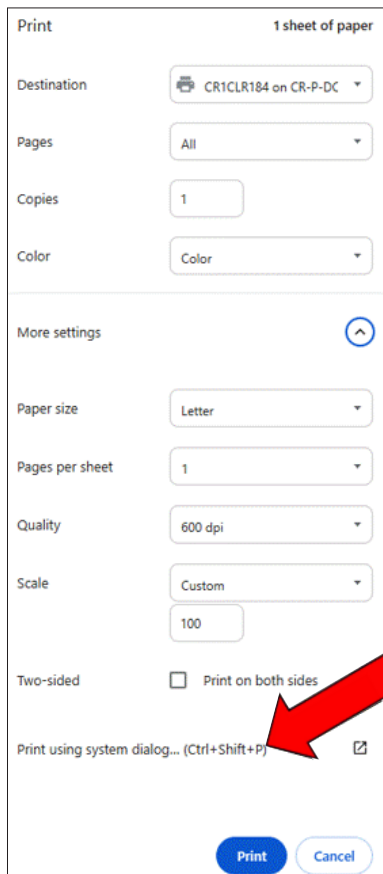 Print 1 sheet of paper
Destination CR1CLR184 on CR-P-DC
Pages All
Copies 1
Color Color
More settings
Paper size Letter
Pages per sheet 1
Quality 600 dpi
Scale Custom
100
Two-sided Print on both sides
Print using system dialog... (Ctrl+Shift+P)
Print Cancel